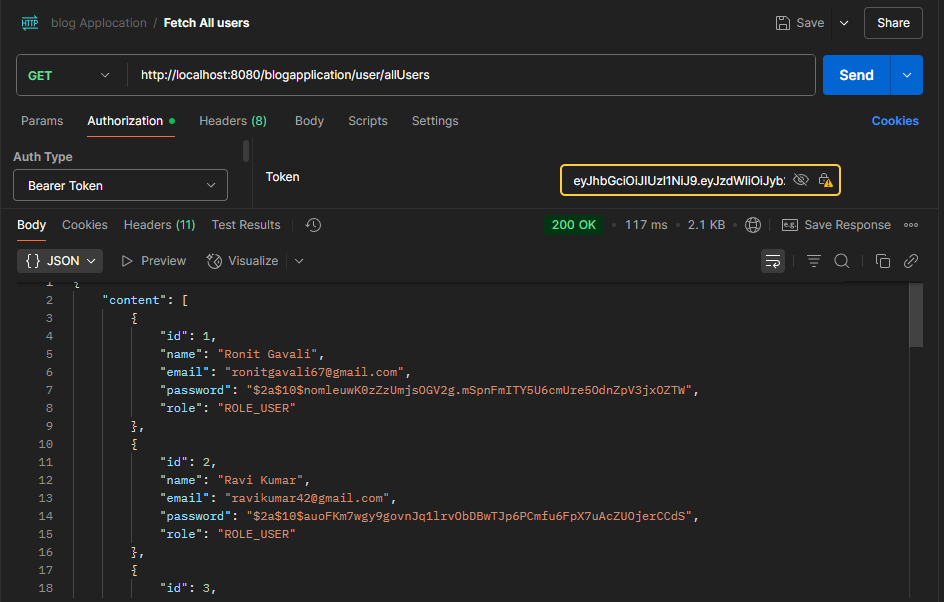 HTTP blog Appolication / Fetch All users Save Share
GET http://localhost:8080/blogapplication/user/allUsers Send
Params Authorization Headers (8) Body Scripts Settings Cookies
Auth Type
Bearer Token
Token
eyJhbGciOiJIUzI1NiJ9.eyJzdWIiOiJyb
Body Cookies Headers (11) Test Results 200 OK • 117 ms • 2.1 KB e.g. Save Response
{} JSON Preview Visualize
1 {
2 "content": [
3 {
4 "id": 1,
5 "name": "Ronit Gavali",
6 "email": "ronitgavali67@gmail.com",
7 "password": "$2a$10$nomleuwK0zZzUmjsOGV2g.mSpnFmITY5U6cmUre5OdnZpV3jxOZTW",
8 "role": "ROLE_USER"
9 },
10 {
11 "id": 2,
12 "name": "Ravi Kumar",
13 "email": "ravikumar42@gmail.com",
14 "password": "$2a$10$auoFKm7wgy9govnJq1lrvObDBwTJp6PCmfu6FpX7uAcZUOjerCCdS",
15 "role": "ROLE_USER"
16 },
17 {
18 "id": 3,